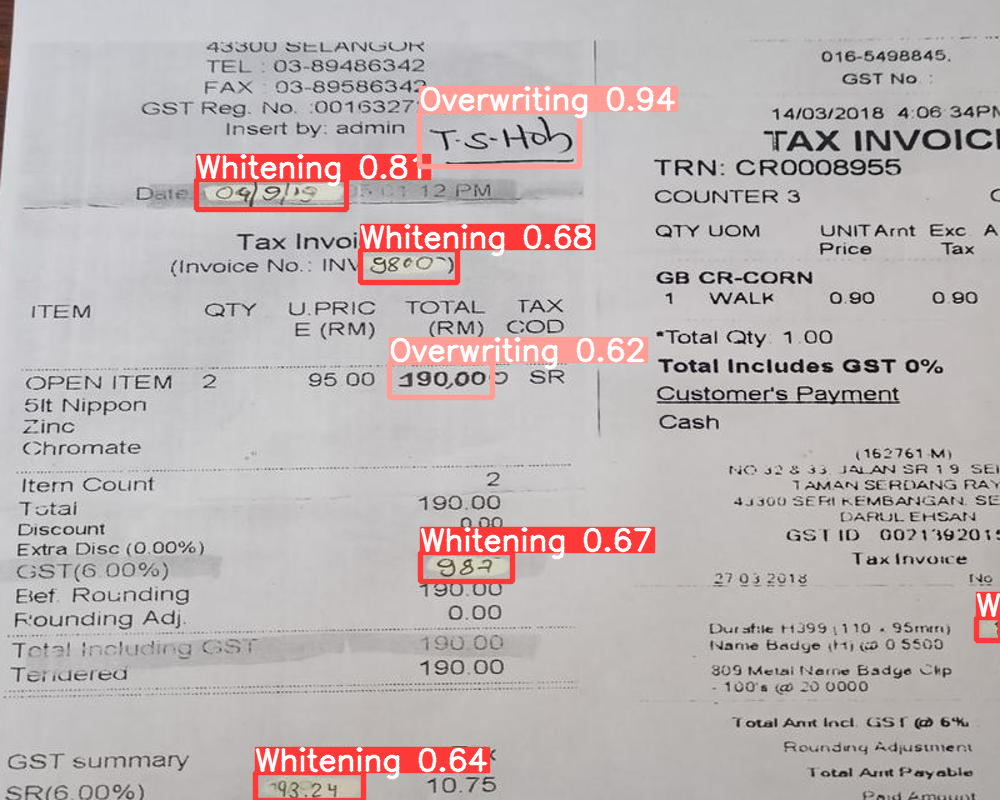 43300 SELANGOR
TEL : 03-89486342
FAX : 03-89586342
GST Reg. No. :0016327
Insert by: admin
Overwriting 0.94
T.S-Hoh
Whitening 0.81
Date 04/9/19 12 PM
Tax Invoi
Whitening 0.68
(Invoice No.: INV 9800 )
ITEM QTY U.PRIC TOTAL TAX
E (RM) (RM) COD
Overwriting 0.62
OPEN ITEM 2 95 00 190,00 SR
5lt Nippon
Zinc
Chromate
Item Count 2
Total 190.00
Discount 0.00
Extra Disc (0.00%)
Whitening 0.67
GST(6.00%) 987
Bef. Rounding 190.00
Rounding Adj. 0.00
Total Including GST 190.00
Tendered 190.00
Whitening 0.64
GST summary
SR(6.00%) 93.24 10.75
016-5498845,
GST No :
14/03/2018 4:06:34PM
TAX INVOIC
TRN: CR0008955
COUNTER 3
QTY UOM UNIT Amt Exc A
Price Tax
GB CR-CORN
1 WALK 0.90 0.90
*Total Qty: 1.00
Total Includes GST 0%
Customer's Payment
Cash
(162761-M)
NO 32 & 33, JALAN SR 1 9, SE
TAMAN SERDANG RAY
43300 SERI KEMBANGAN, SE
DARUL EHSAN
GST ID 0021392015
Tax Invoice
27 03 2018 No
W
Durafile H399 (110 * 95mm)
Name Badge (H) @ 0 5500
809 Metal Name Badge Clip
- 100's @ 20 0000
Total Amt Incl. GST @ 6%
Rounding Adjustment
Total Amt Payable
Paid Amount